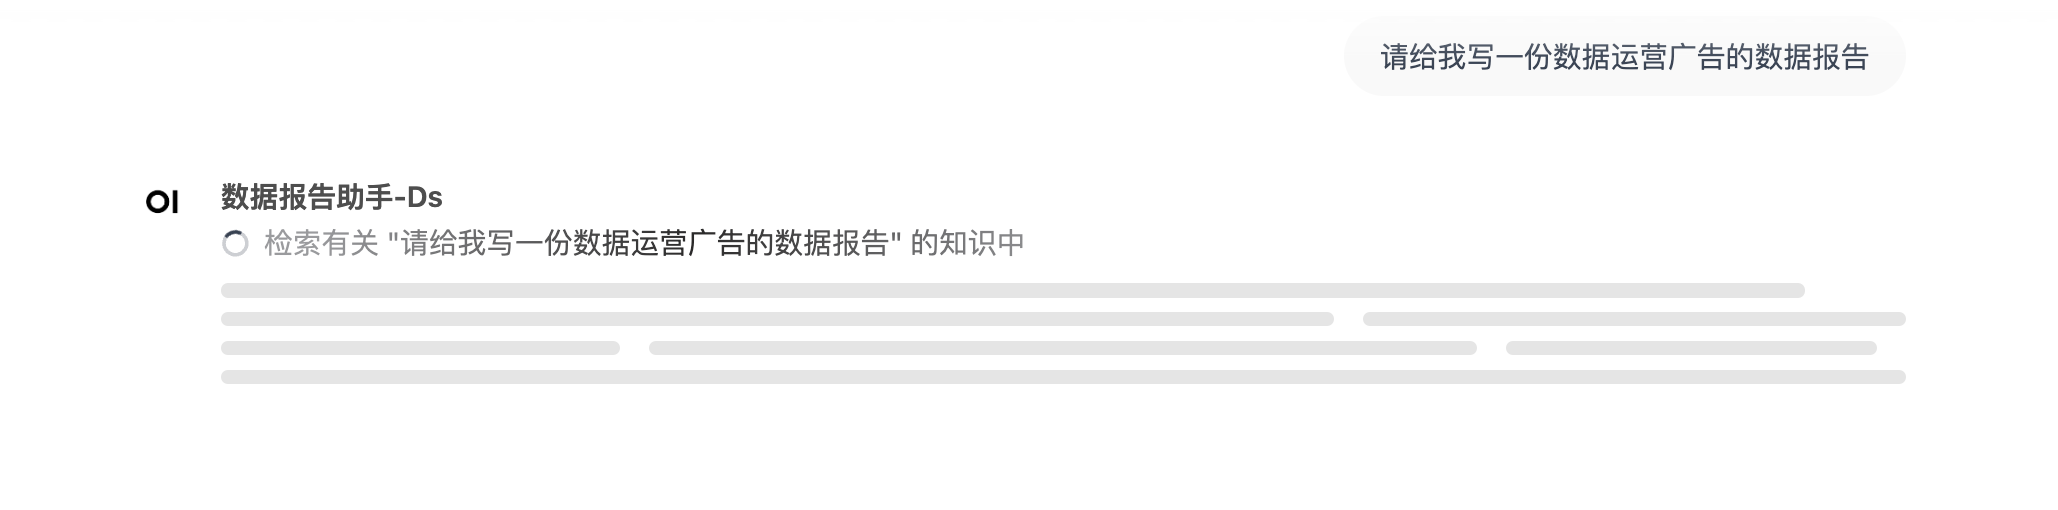 请给我写一份数据运营广告的数据报告
OI
数据报告助手-Ds
检索有关 "请给我写一份数据运营广告的数据报告" 的知识中